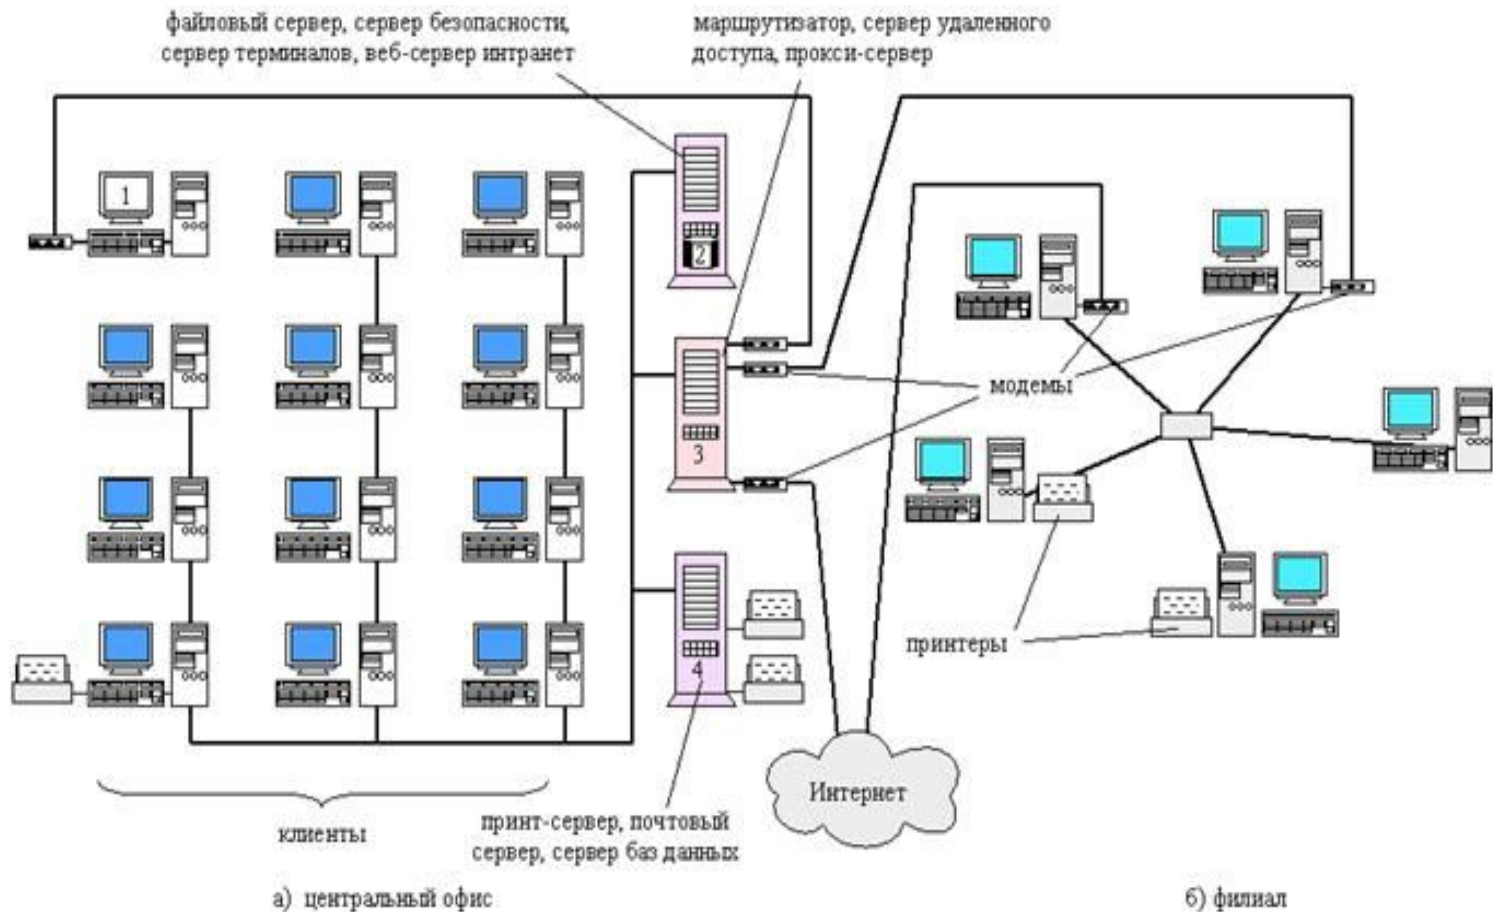 файловый сервер, сервер безопасности,
сервер терминалов, веб-сервер интранет
маршрутизатор, сервер удаленного
доступа, прокси-сервер
1
2
3
модемы
4
принтеры
Интернет
клиенты
принт-сервер, почтовый
сервер, сервер баз данных
а) центральный офис
б) филиал